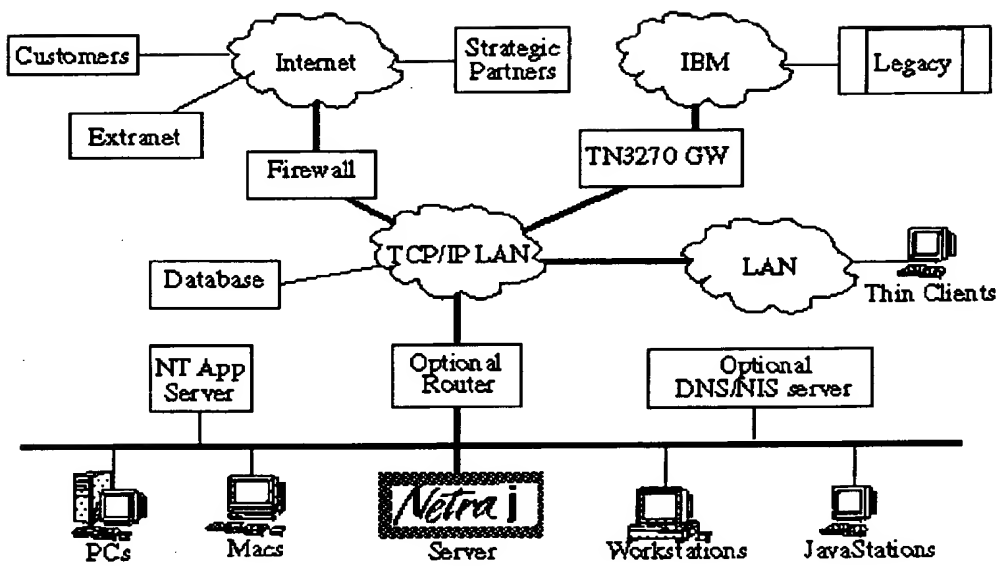 Customers
Internet
Strategic
Partners
IBM
Legacy
Extranet
Firewall
TN3270 GW
TCP/IP LAN
LAN
Database
Thin Clients
NT App
Server
Optional
Router
Optional
DNS/NIS server
Netra j
PCs
Macs
Server
Workstations
JavaStations